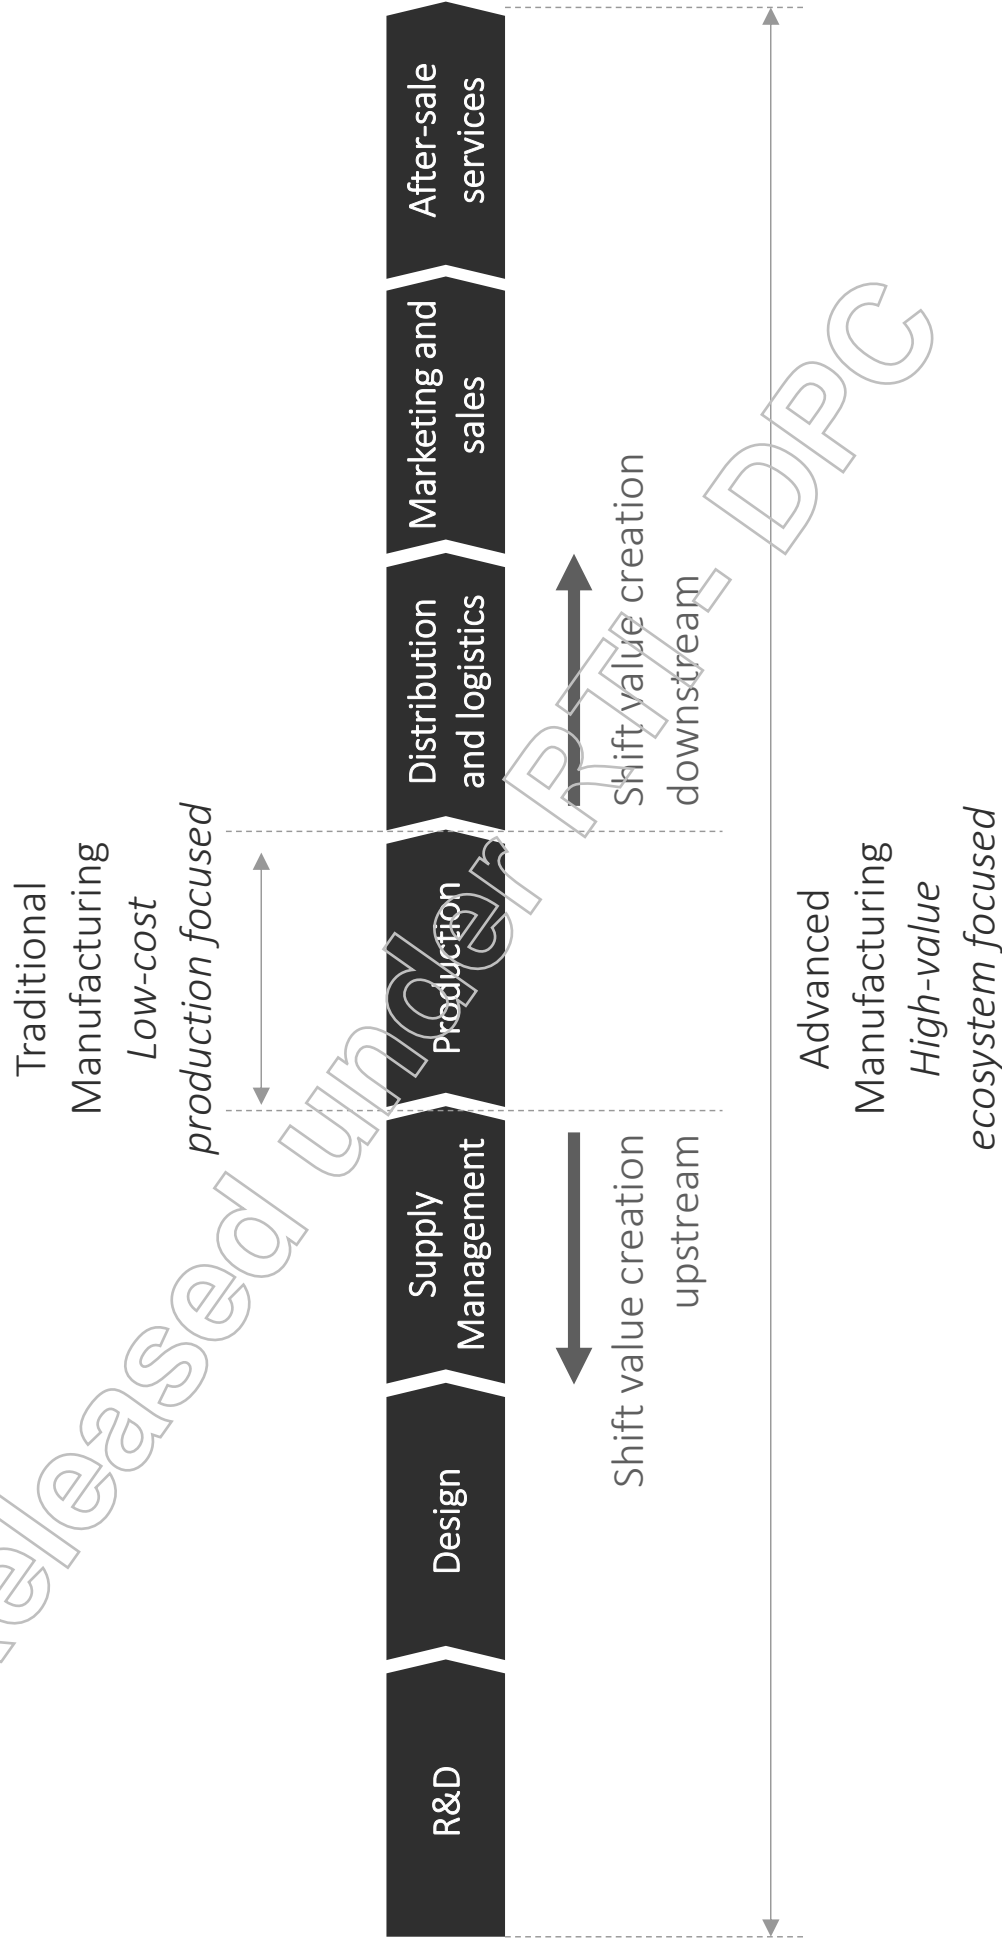 Traditional
Manufacturing
Low-cost
production focused
R&D
Design
Supply
Management
Production
Distribution
and logistics
Marketing and
sales
After-sale
services
Shift value creation
upstream
Shift value creation
downstream
Advanced
Manufacturing
High-value
ecosystem focused
eleased under RTI - DPC